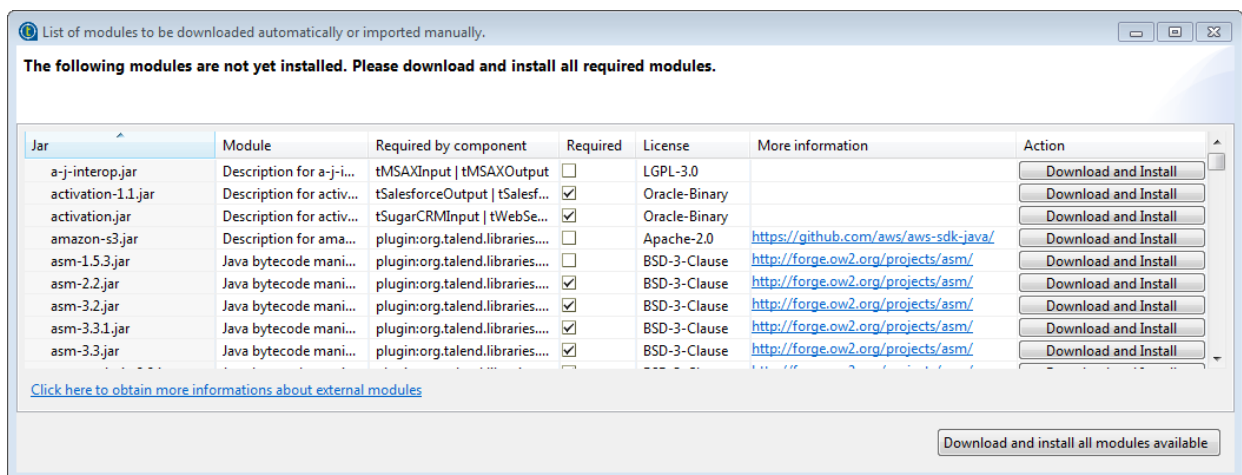 List of modules to be downloaded automatically or imported manually.
The following modules are not yet installed. Please download and install all required modules.
Jar Module Required by component Required License More information Action
a-j-interop.jar Description for a-j-i... tMSAXInput | tMSAXOutput LGPL-3.0 Download and Install
activation-1.1.jar Description for activ... tSalesforceOutput | tSalesf... Oracle-Binary Download and Install
activation.jar Description for activ... tSugarCRMInput | tWebSe... Oracle-Binary Download and Install
amazon-s3.jar Description for ama... plugin:org.talend.libraries.... Apache-2.0 https://github.com/aws/aws-sdk-java/ Download and Install
asm-1.5.3.jar Java bytecode mani... plugin:org.talend.libraries.... BSD-3-Clause http://forge.ow2.org/projects/asm/ Download and Install
asm-2.2.jar Java bytecode mani... plugin:org.talend.libraries.... BSD-3-Clause http://forge.ow2.org/projects/asm/ Download and Install
asm-3.2.jar Java bytecode mani... plugin:org.talend.libraries.... BSD-3-Clause http://forge.ow2.org/projects/asm/ Download and Install
asm-3.3.1.jar Java bytecode mani... plugin:org.talend.libraries.... BSD-3-Clause http://forge.ow2.org/projects/asm/ Download and Install
asm-3.3.jar Java bytecode mani... plugin:org.talend.libraries.... BSD-3-Clause http://forge.ow2.org/projects/asm/ Download and Install
Click here to obtain more informations about external modules
Download and install all modules available